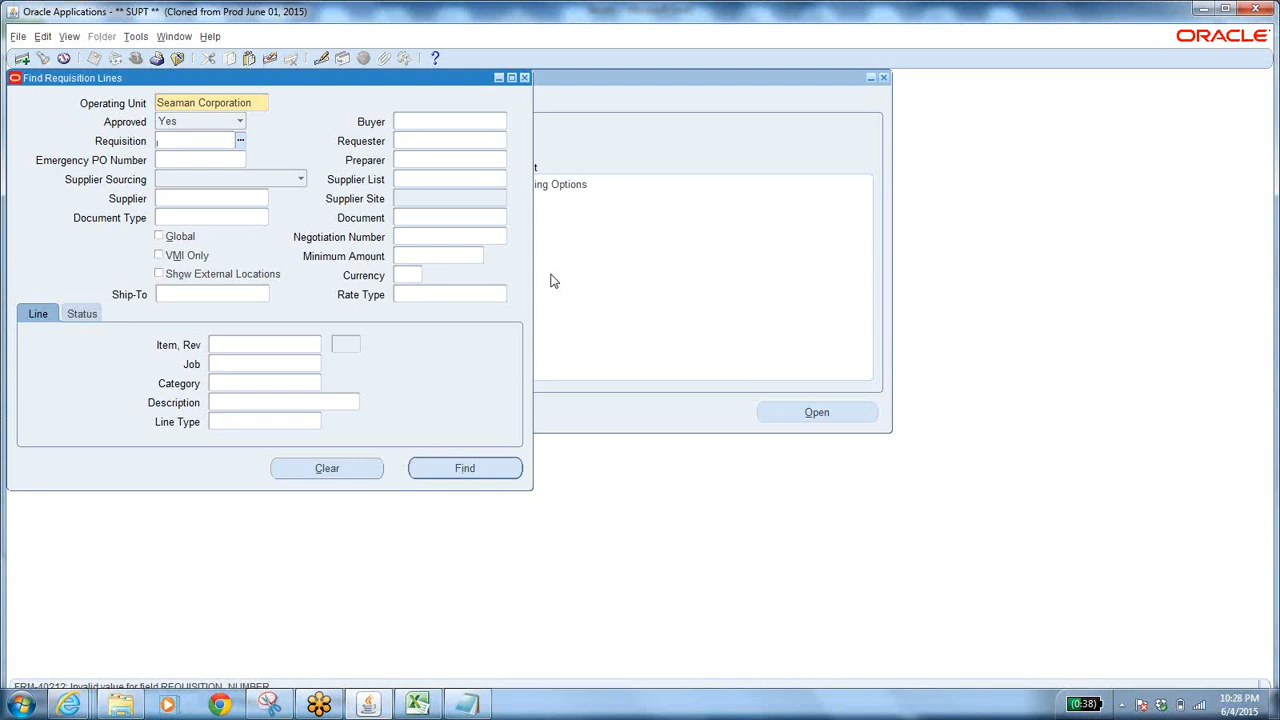 Oracle Applications - ** SUPT ** (Cloned from Prod June 01, 2015)
File Edit View Folder Tools Window Help
ORACLE
Find Requisition Lines
Operating Unit Seaman Corporation
Approved Yes
Buyer
Requisition
Requester
Emergency PO Number
Preparer
Supplier Sourcing
Supplier List
Supplier
Supplier Site
Document Type
Document
Global
Negotiation Number
VMI Only
Minimum Amount
Show External Locations
Currency
Ship-To
Rate Type
t
ing Options
Line Status
Item, Rev
Job
Category
Description
Line Type
Clear Find
Open
FRM-40212: Invalid value for field REQUISITION_NUMBER
(0:38)
10:28 PM
6/4/2015